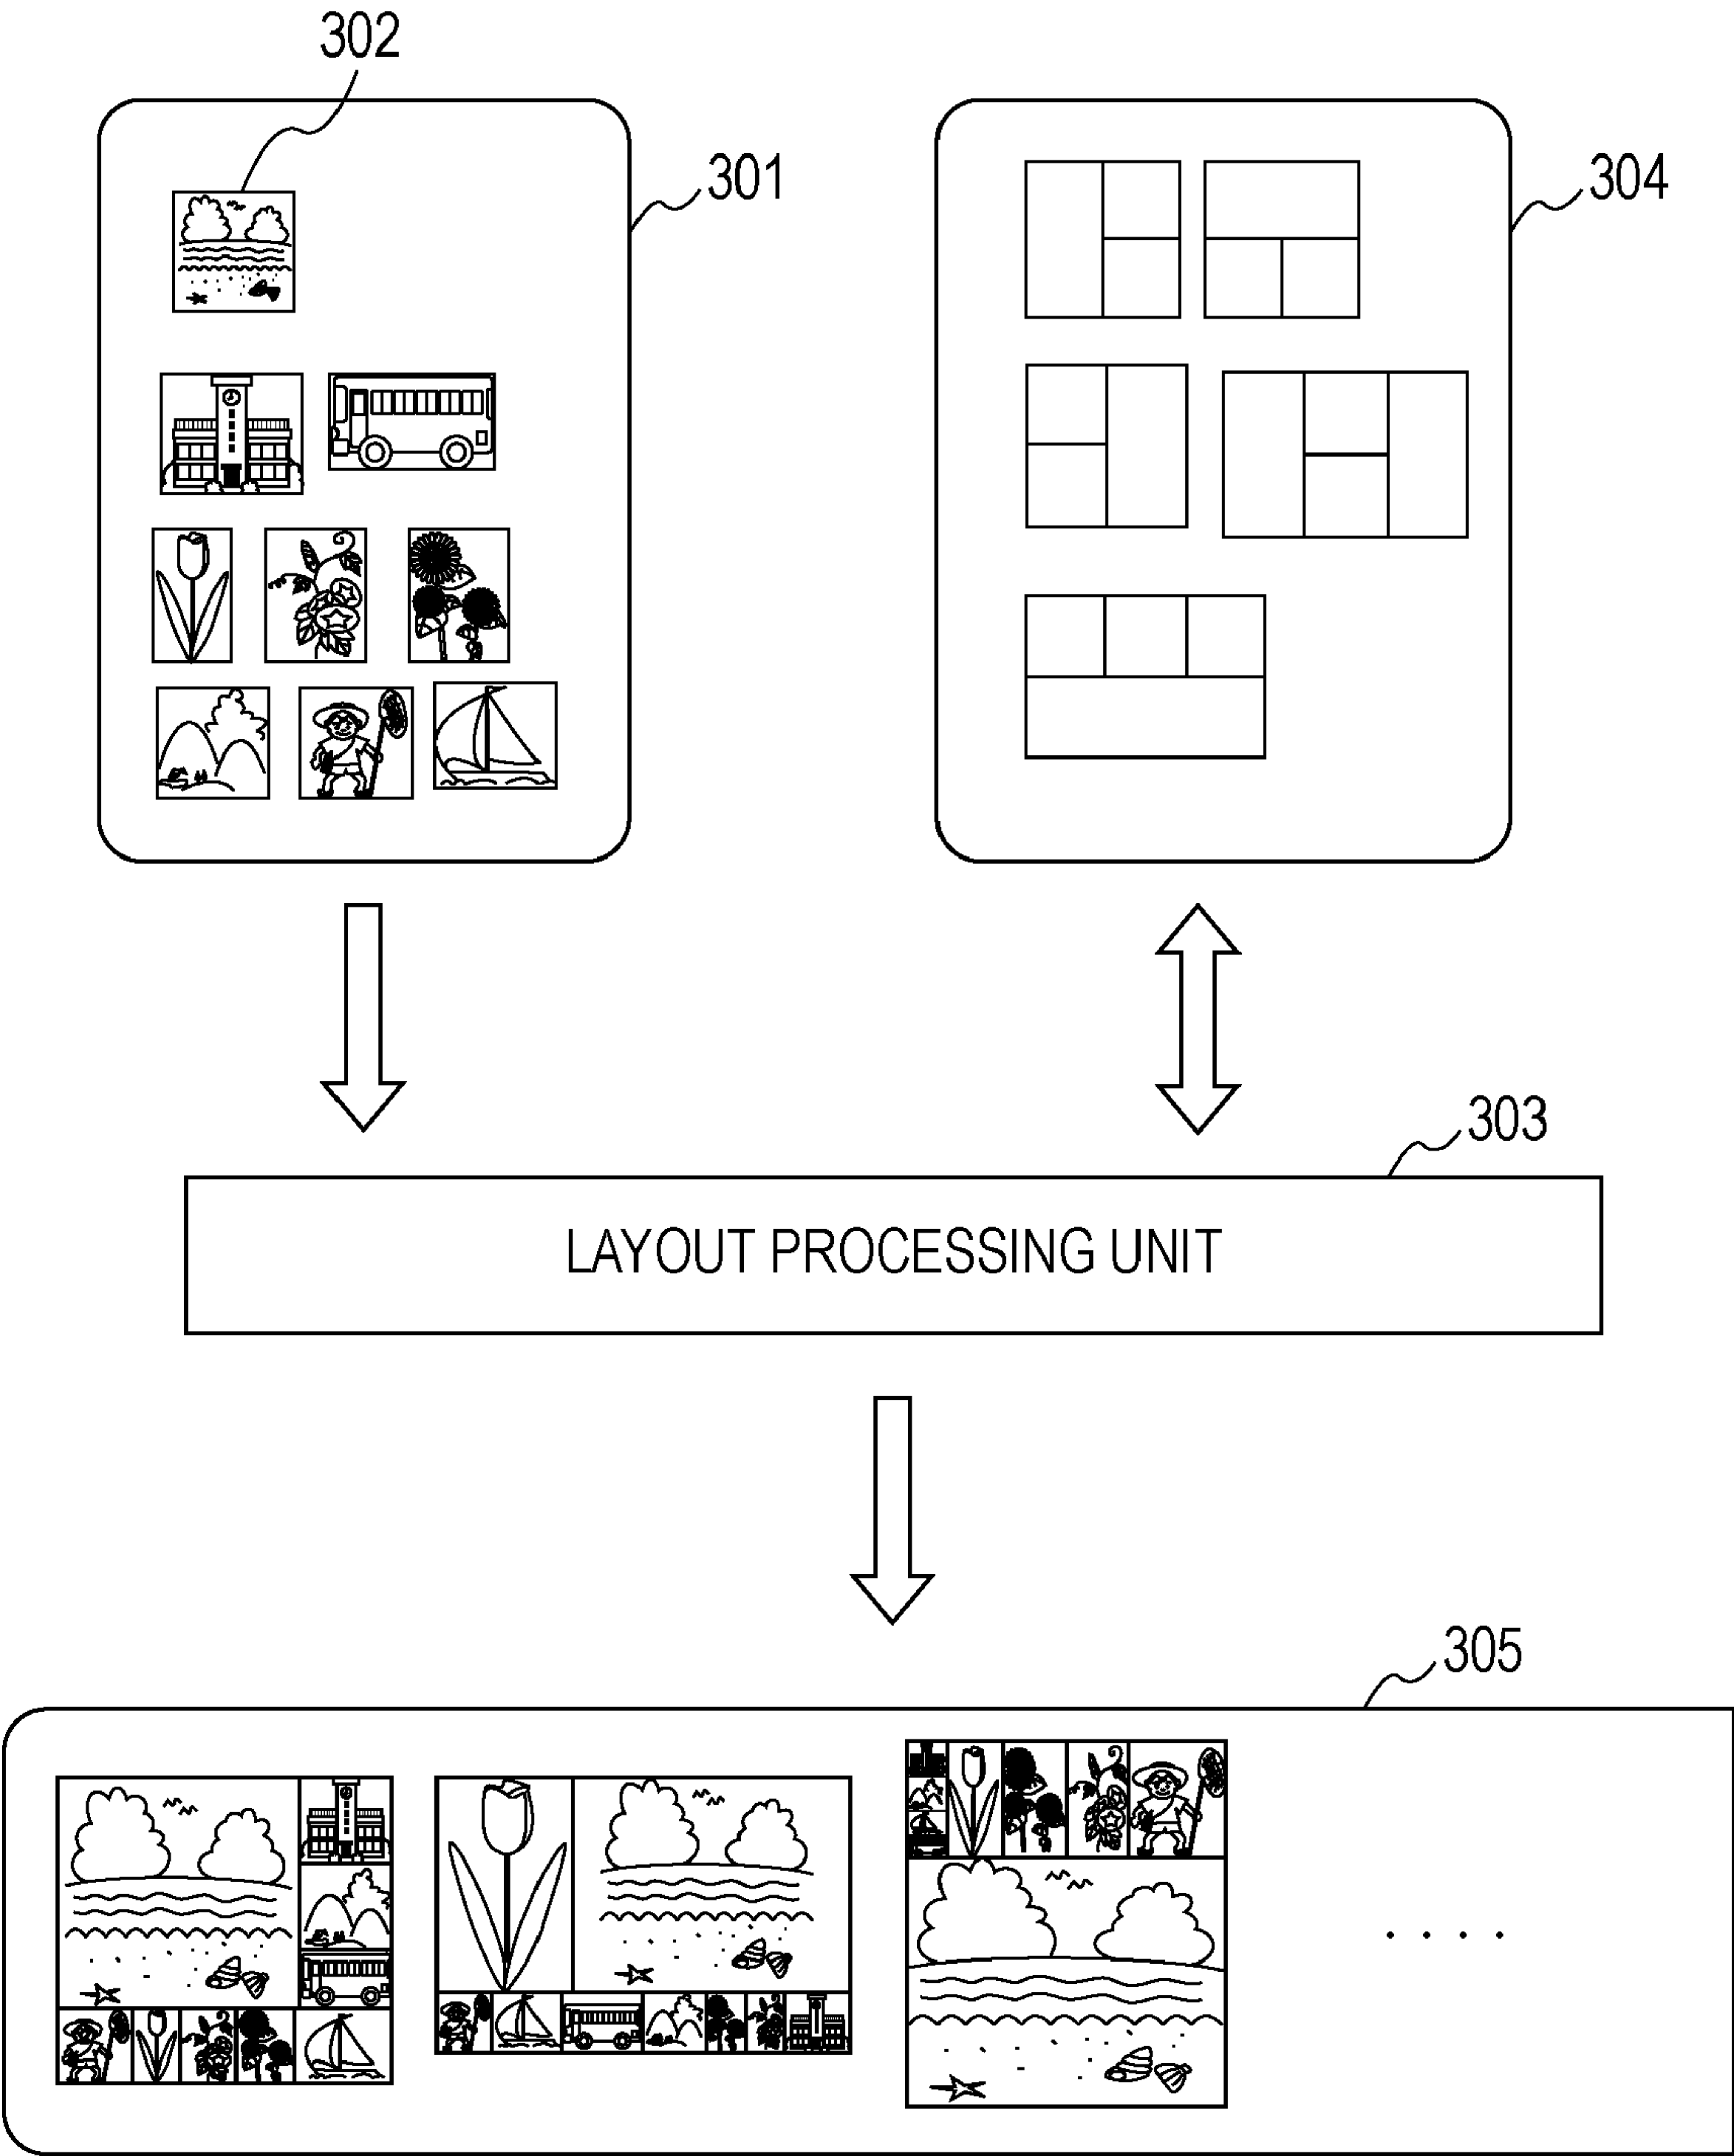 302
301
304
303
LAYOUT PROCESSING UNIT
305
. . . .